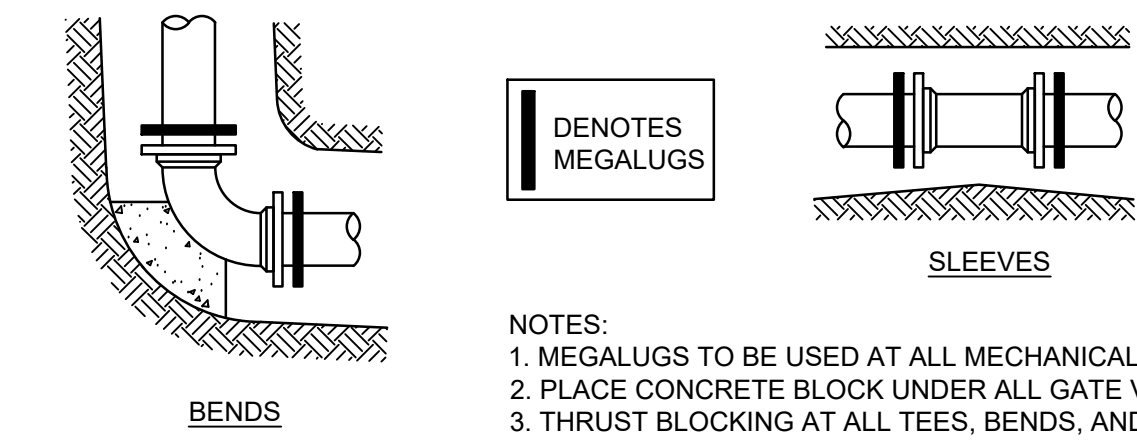 DENOTES
MEGALUGS
SLEEVES
BENDS
NOTES:
1. MEGALUGS TO BE USED AT ALL MECHANICAL
2. PLACE CONCRETE BLOCK UNDER ALL GATE
3. THRUST BLOCKING AT ALL TEES, BENDS, AND